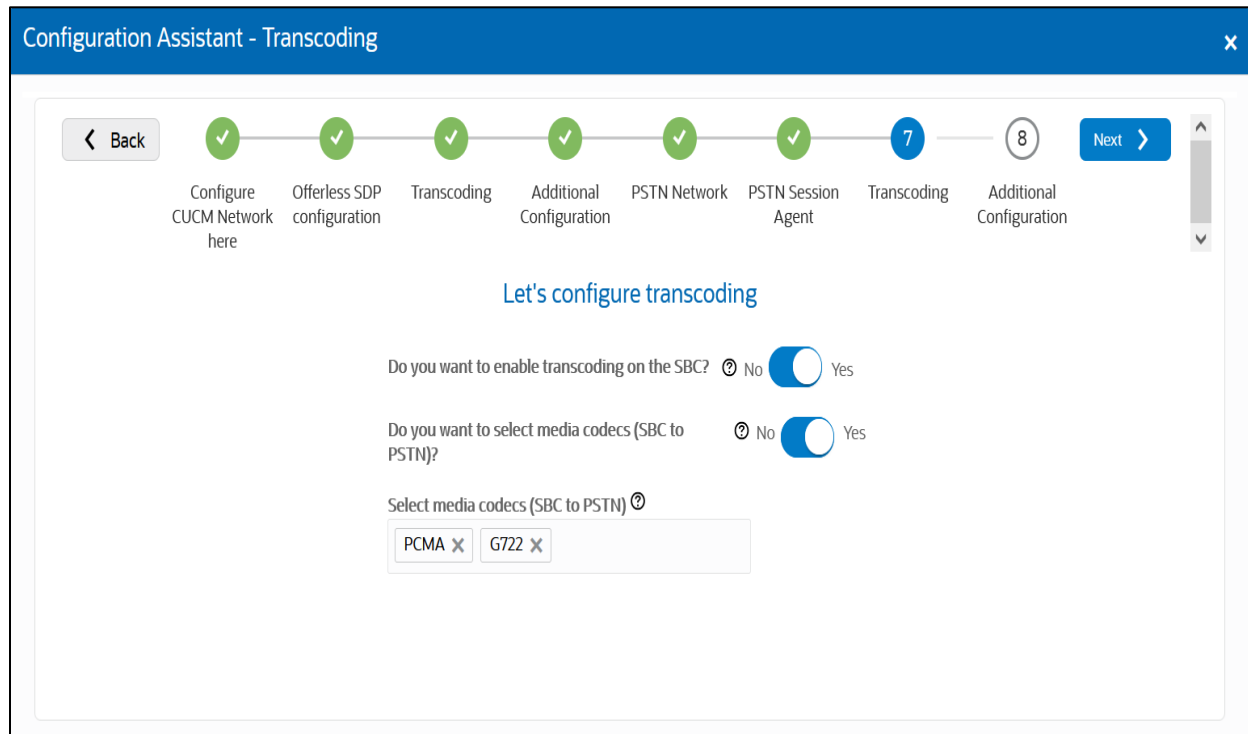 Configuration Assistant - Transcoding
Back
7
8
Next
Configure
CUCM Network
here
Offerless SDP
configuration
Transcoding
Additional
Configuration
PSTN Network
PSTN Session
Agent
Transcoding
Additional
Configuration
Let's configure transcoding
Do you want to enable transcoding on the SBC? ? No Yes
Do you want to select media codecs (SBC to
PSTN)? ? No Yes
Select media codecs (SBC to PSTN) ?
PCMA G722